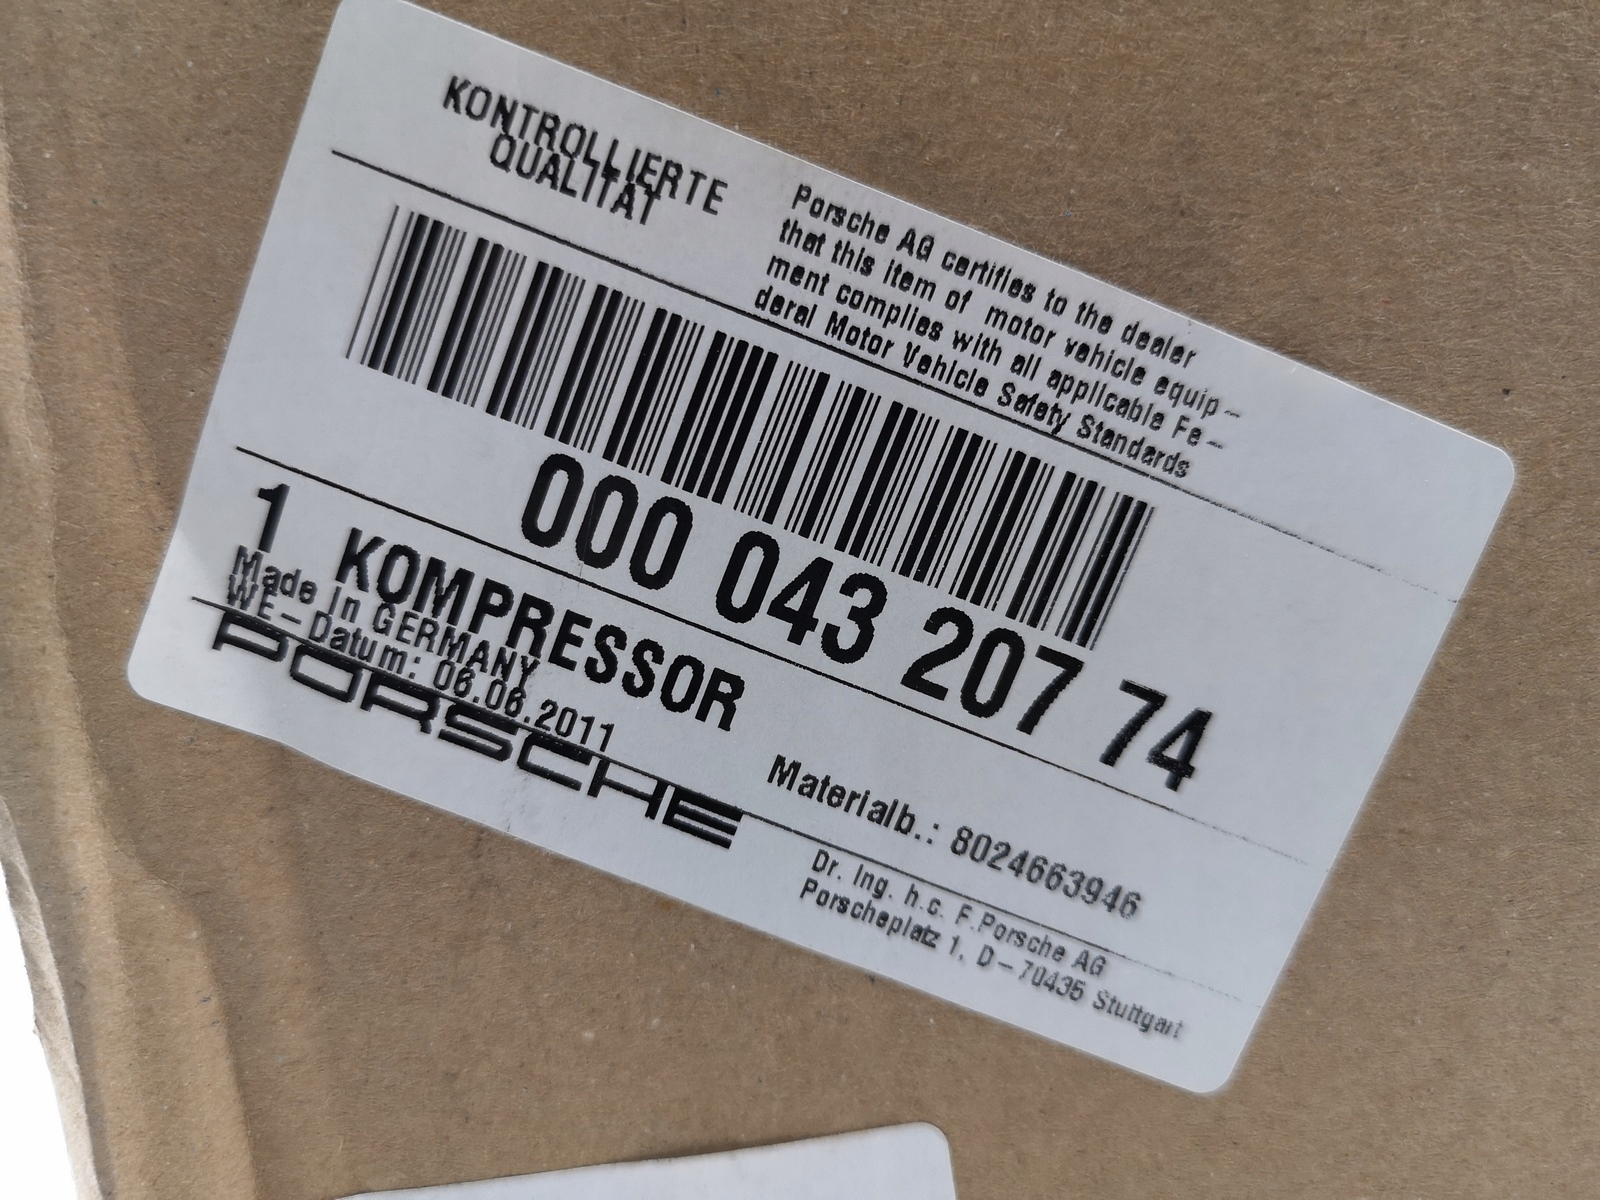 KONTROLLIERTE
QUALITÄT
Porsche AG certifies to the dealer
that this item of motor vehicle equip-
ment complies with all applicable Fe-
deral Motor Vehicle Safety Standards
000 043 207 74
1 KOMPRESSOR
Made in GERMANY
WE-Datum: 06.06.2011
Materialb.: 8024663946
PORSCHE
Dr. Ing. h.c. F.Porsche AG
Porscheplatz 1, D-70435 Stuttgart